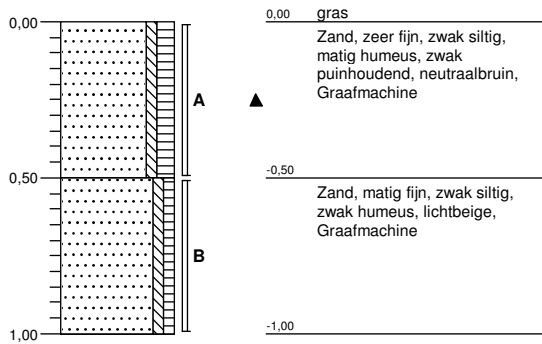 0,00
0,50
1,00
A
B
0,00 gras
Zand, zeer fijn, zwak siltig,
matig humeus, zwak
puinhoudend, neutraalbruin,
Graafmachine
-0,50
Zand, matig fijn, zwak siltig,
zwak humeus, lichtbeige,
Graafmachine
-1,00